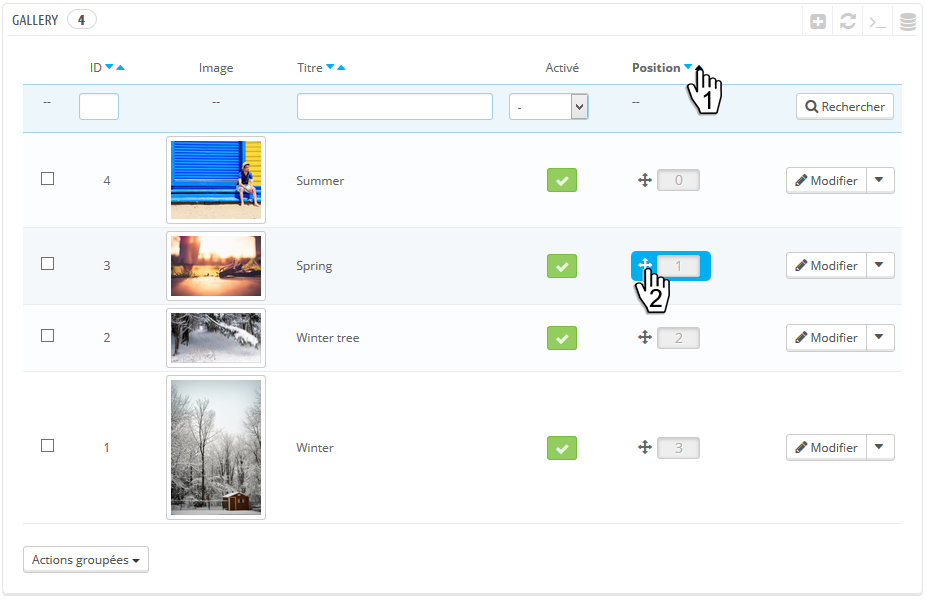 GALLERY 4
ID Image Titre Activé Position
-- -- - -- Rechercher
1
4 Summer 0 Modifier
3 Spring 1 Modifier
2
2 Winter tree 2 Modifier
1 Winter 3 Modifier
Actions groupées